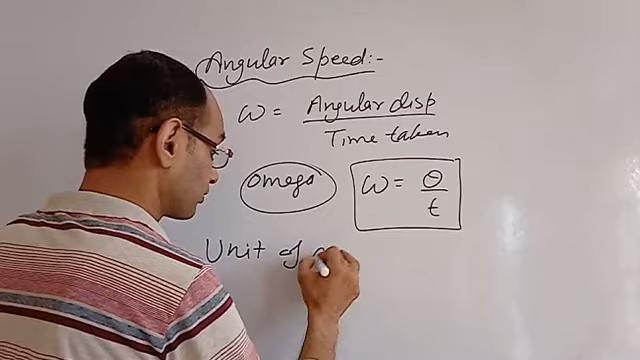 Angular Speed:-
ω = Angular disp / Time taken
Omega
ω = θ / t
Unit of a